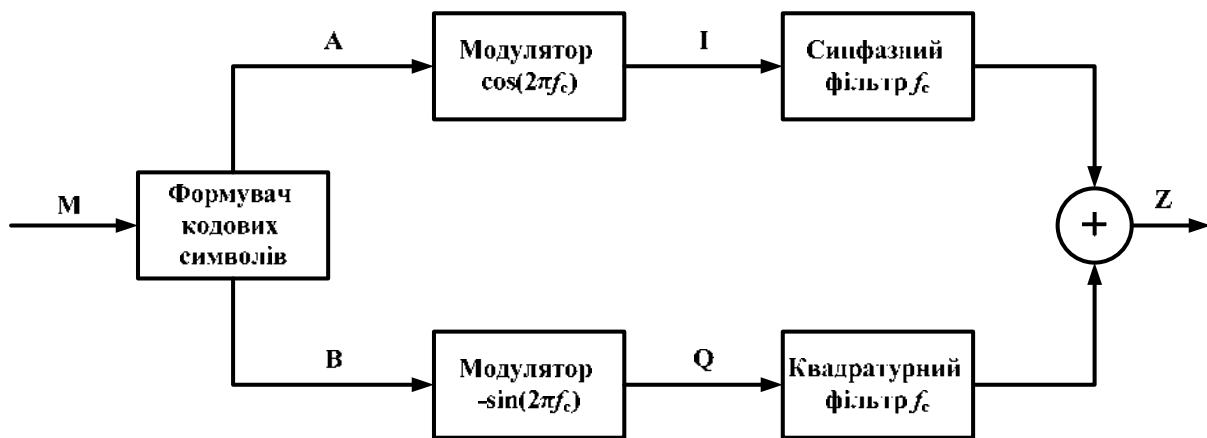 A
Модулятор
cos(2πfc)
I
Синфазний
фільтр fc
M
Формувач
кодових
символів
+
Z
B
Модулятор
-sin(2πfc)
Q
Квадратурний
фільтр fc